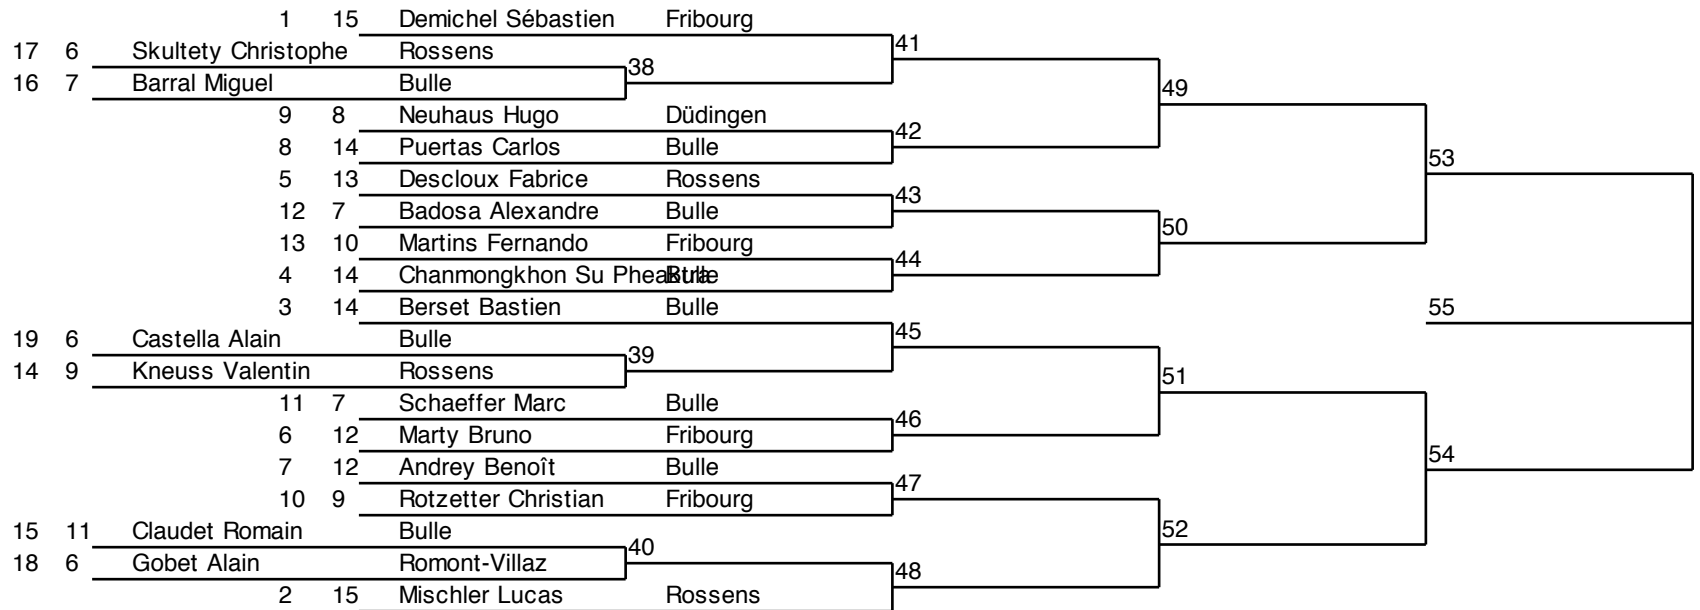 1 15 Demichel Sébastien Fribourg
41
17 6 Skultety Christophe Rossens
38
16 7 Barral Miguel Bulle
49
9 8 Neuhaus Hugo Düdingen
42
8 14 Puertas Carlos Bulle
53
5 13 Descloux Fabrice Rossens
43
12 7 Badosa Alexandre Bulle
50
13 10 Martins Fernando Fribourg
44
4 14 Chanmongkhon Su Pheaktra Bulle
3 14 Berset Bastien Bulle
55
45
19 6 Castella Alain Bulle
39
14 9 Kneuss Valentin Rossens
51
11 7 Schaeffer Marc Bulle
46
6 12 Marty Bruno Fribourg
54
7 12 Andrey Benoît Bulle
47
10 9 Rotzetter Christian Fribourg
52
15 11 Claudet Romain Bulle
40
18 6 Gobet Alain Romont-Villaz
48
2 15 Mischler Lucas Rossens